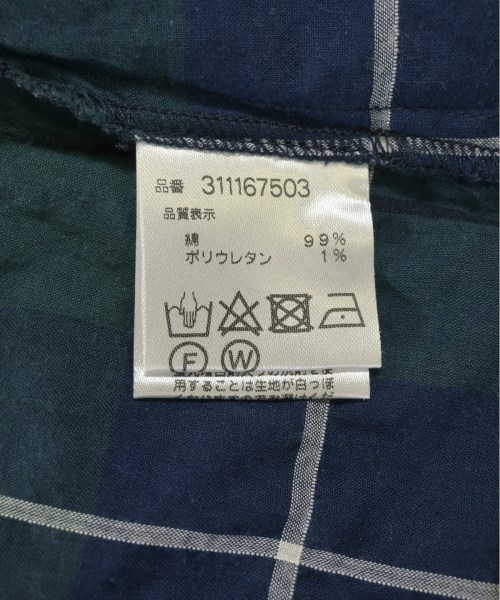 品番 311167503
品質表示
綿 99%
ポリウレタン 1%
F W
用することは生地が白っぽ